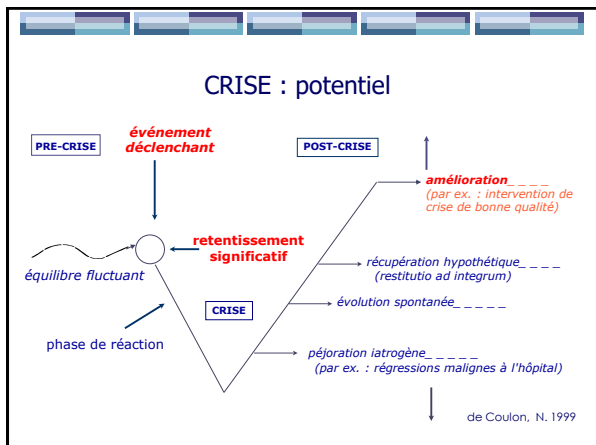 CRISE : potentiel
PRE-CRISE
événement
déclenchant
POST-CRISE
amélioration_ _ _ _
(par ex. : intervention de
crise de bonne qualité)
retentissement
significatif
équilibre fluctuant
récupération hypothétique_ _ _ _
(restitutio ad integrum)
évolution spontanée_ _ _ _ _
CRISE
phase de réaction
péjoration iatrogène_ _ _ _ _
(par ex. : régressions malignes à l'hôpital)
de Coulon, N. 1999